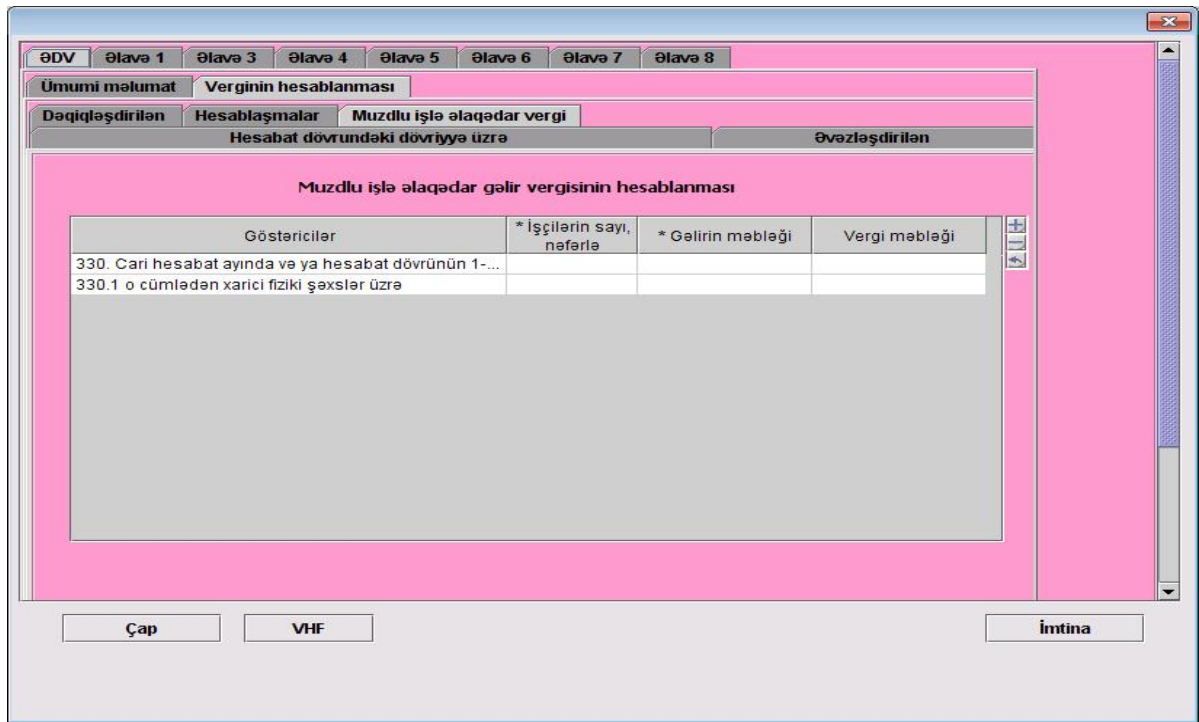 ƏDV Əlavə 1 Əlavə 3 Əlavə 4 Əlavə 5 Əlavə 6 Əlavə 7 Əlavə 8
Ümumi məlumat Verginin hesablanması
Dəqiqləşdirilən Hesablaşmalar Muzdlu işlə əlaqədar vergi
Hesabat dövrundəki dövriyyə üzrə Əvəzləşdirilən
Muzdlu işlə əlaqədar gəlir vergisinin hesablanması
Göstəricilər * İşçilərin sayı, nəfərlə * Gəlirin məbləği Vergi məbləği
330. Cari hesabat ayında və ya hesabat dövrünün 1-...
330.1 o cümlədən xarici fiziki şəxslər üzrə
Çap VHF İmtina